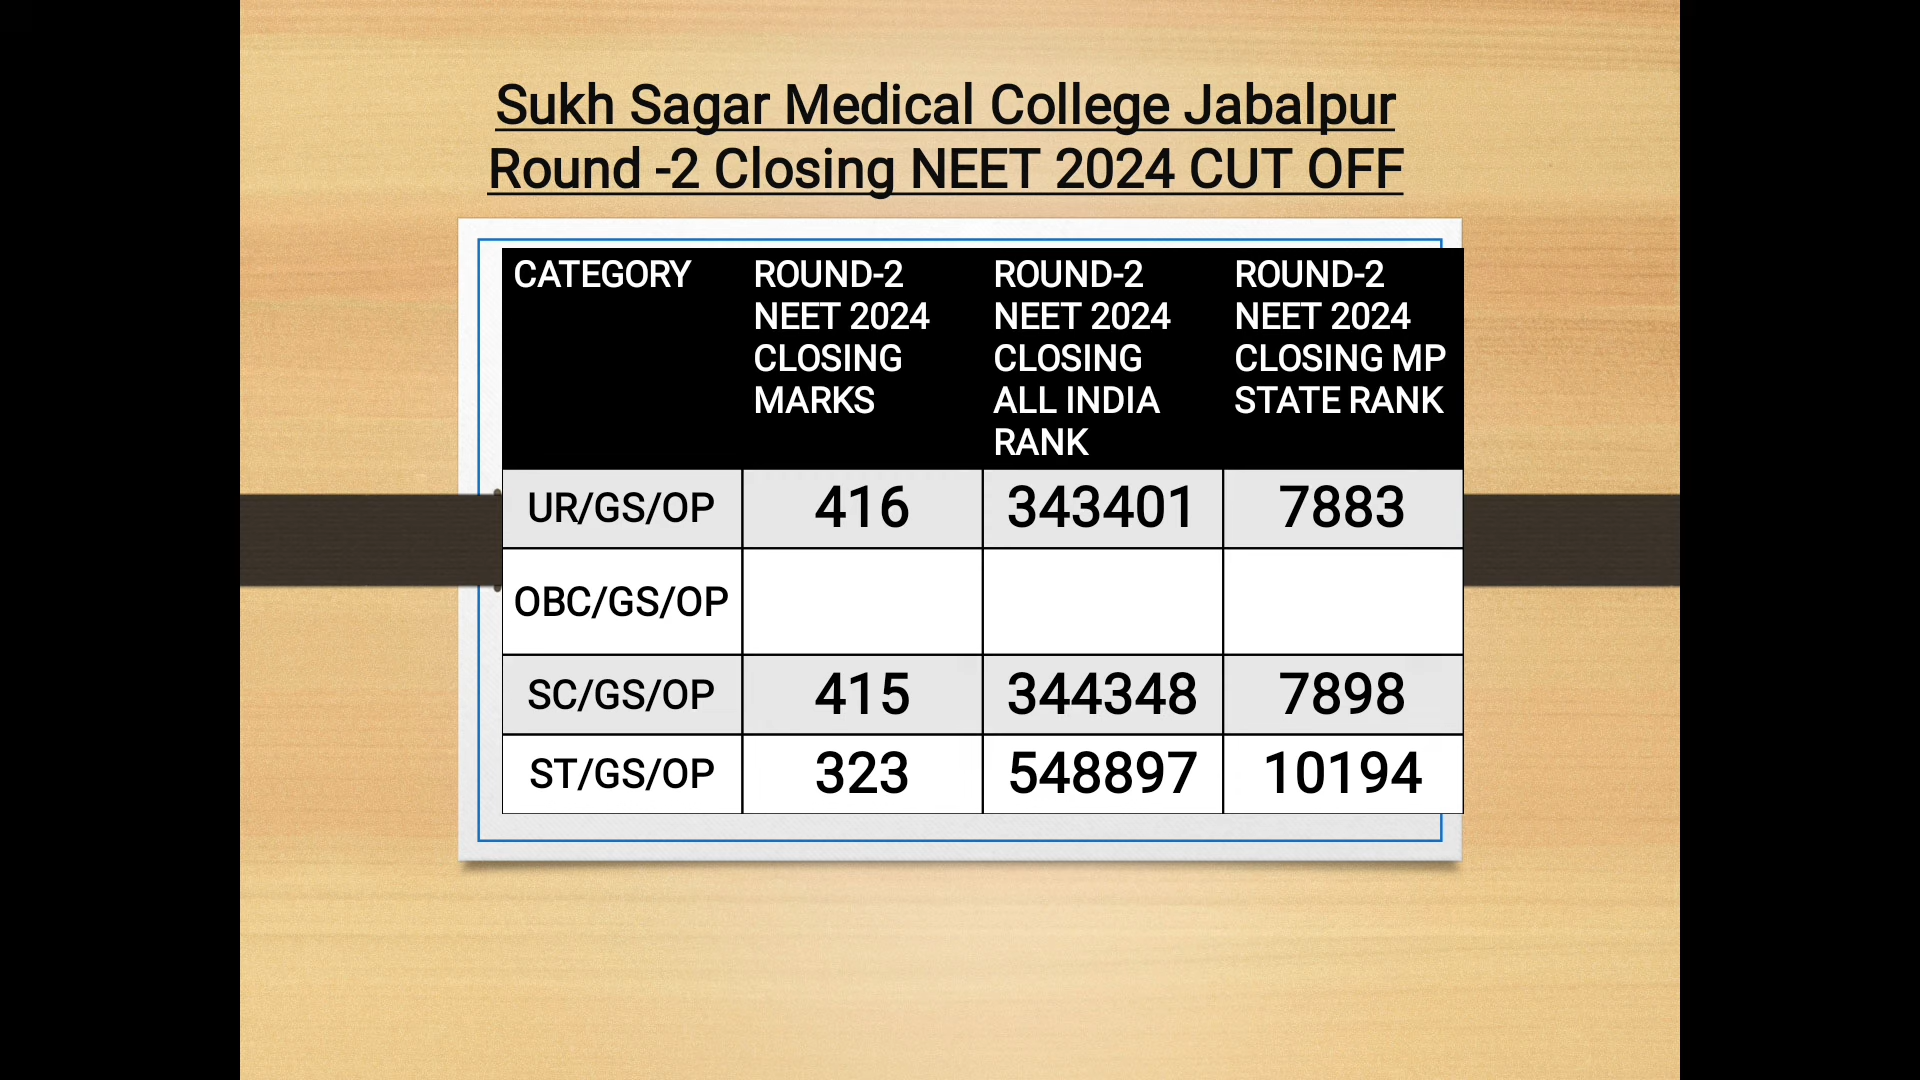 Sukh Sagar Medical College Jabalpur
Round -2 Closing NEET 2024 CUT OFF
CATEGORY
ROUND-2
NEET 2024
CLOSING
MARKS
ROUND-2
NEET 2024
CLOSING
ALL INDIA
RANK
ROUND-2
NEET 2024
CLOSING MP
STATE RANK
UR/GS/OP 416 343401 7883
OBC/GS/OP
SC/GS/OP 415 344348 7898
ST/GS/OP 323 548897 10194